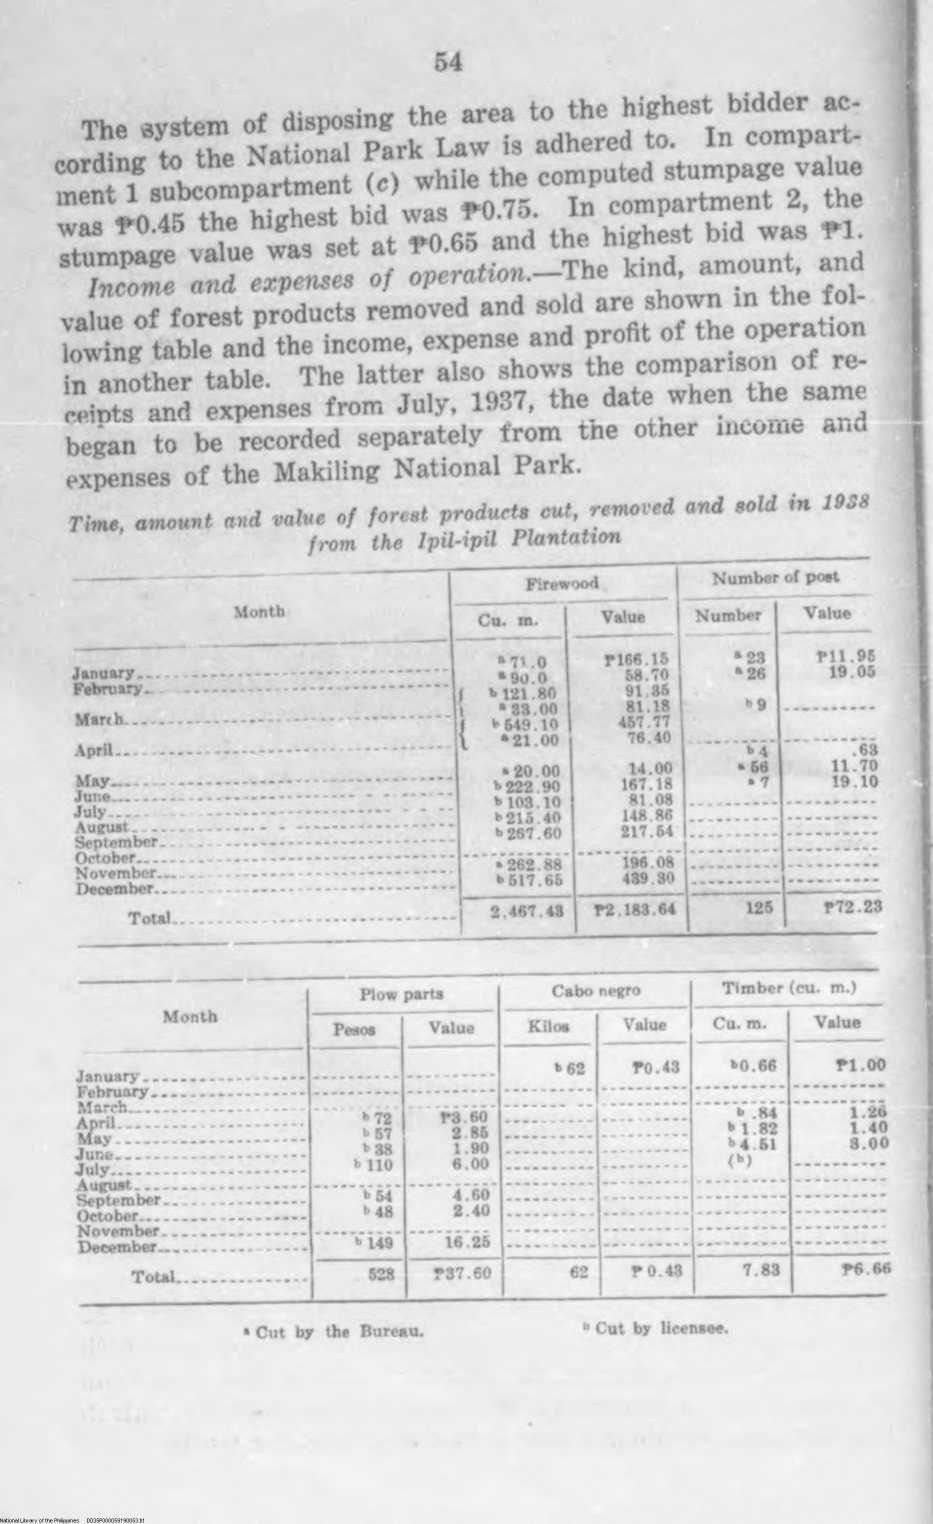 54
The system of disposing the area to the highest bidder ac-
cording to the National Park Law is adhered to. In compart-
ment 1 subcompartment (c) while the computed stumpage value
was ₱0.45 the highest bid was ₱0.75. In compartment 2, the
stumpage value was set at ₱0.65 and the highest bid was ₱1.
Income and expenses of operation.—The kind, amount, and
value of forest products removed and sold are shown in the fol-
lowing table and the income, expense and profit of the operation
in another table. The latter also shows the comparison of re-
ceipts and expenses from July, 1937, the date when the same
began to be recorded separately from the other income and
expenses of the Makiling National Park.
Time, amount and value of forest products cut, removed and sold in 1938
from the Ipil-ipil Plantation
Month Firewood Number of post
Cu. m. Value Number Value
January a 71.0 ₱166.15 a 23 ₱11.95
February a 90.0 58.70 a 26 19.05
b 121.80 91.35
March a 33.00 81.18 b 9
b 549.10 457.77
April a 21.00 76.40
b 4 .63
May a 20.00 14.00 a 56 11.70
June b 222.90 167.18 a 7 19.10
July b 103.10 81.08
August b 215.40 148.86
September b 267.60 217.54
October
November a 262.88 196.08
December b 517.65 439.30
Total 2,467.43 ₱2,183.64 125 ₱72.23
Month Plow parts Cabo negro Timber (cu. m.)
Pesos Value Kilos Value Cu. m. Value
January b 62 ₱0.43 b 0.66 ₱1.00
February
March
April b 72 ₱3.60 b .84 1.26
May b 57 2.85 b 1.82 1.40
June b 38 1.90 b 4.51 3.00
July b 110 6.00 (b)
August
September b 54 4.60
October b 48 2.40
November
December b 149 16.25
Total 528 ₱37.60 62 ₱ 0.43 7.83 ₱6.66
a Cut by the Bureau. b Cut by licensee.
National Library of the Philippines